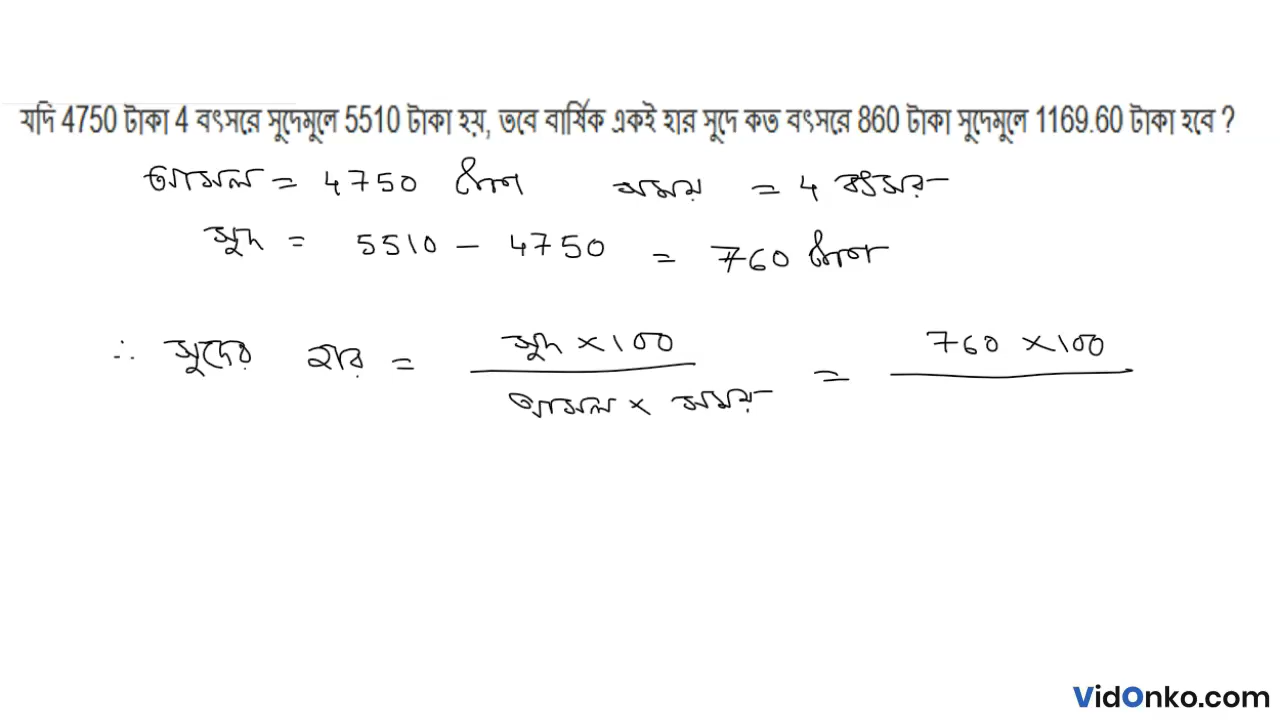 যদি 4750 টাকা 4 বৎসরে সুদেমূলে 5510 টাকা হয়, তবে বার্ষিক একই হার সুদে কত বৎসরে 860 টাকা সুদেমূলে 1169.60 টাকা হবে ?
আসল = 4750 টাকা সময় = 4 বৎসর
সুদ = 5510 - 4750 = 760 টাকা
∴ সুদের হার = সুদ × 100 / আসল × সময় = 760 × 100
VidOnko.com